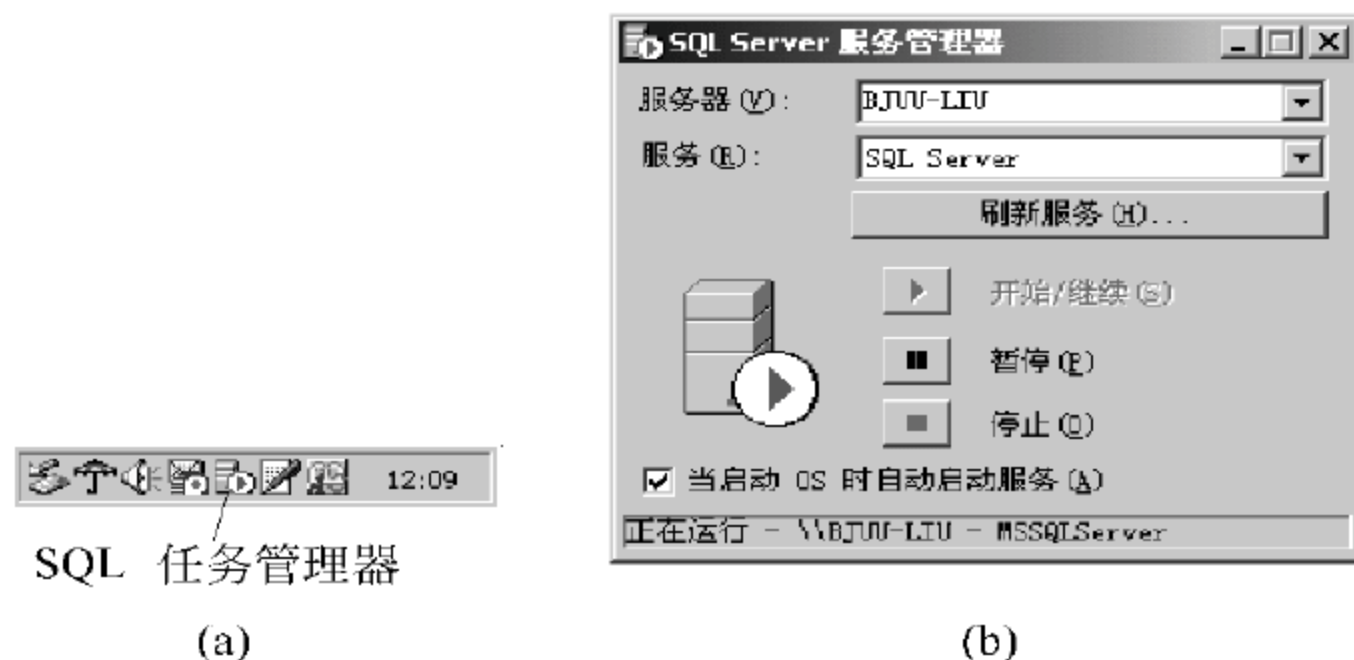 SQL Server 服务管理器
服务器(V):
BJUU-LIU
服务(R):
SQL Server
刷新服务(H)...
开始/继续(S)
暂停(P)
停止(O)
当启动 OS 时自动启动服务(A)
正在运行 - \\BJUU-LIU - MSSQLServer
12:09
SQL 任务管理器
(a)
(b)